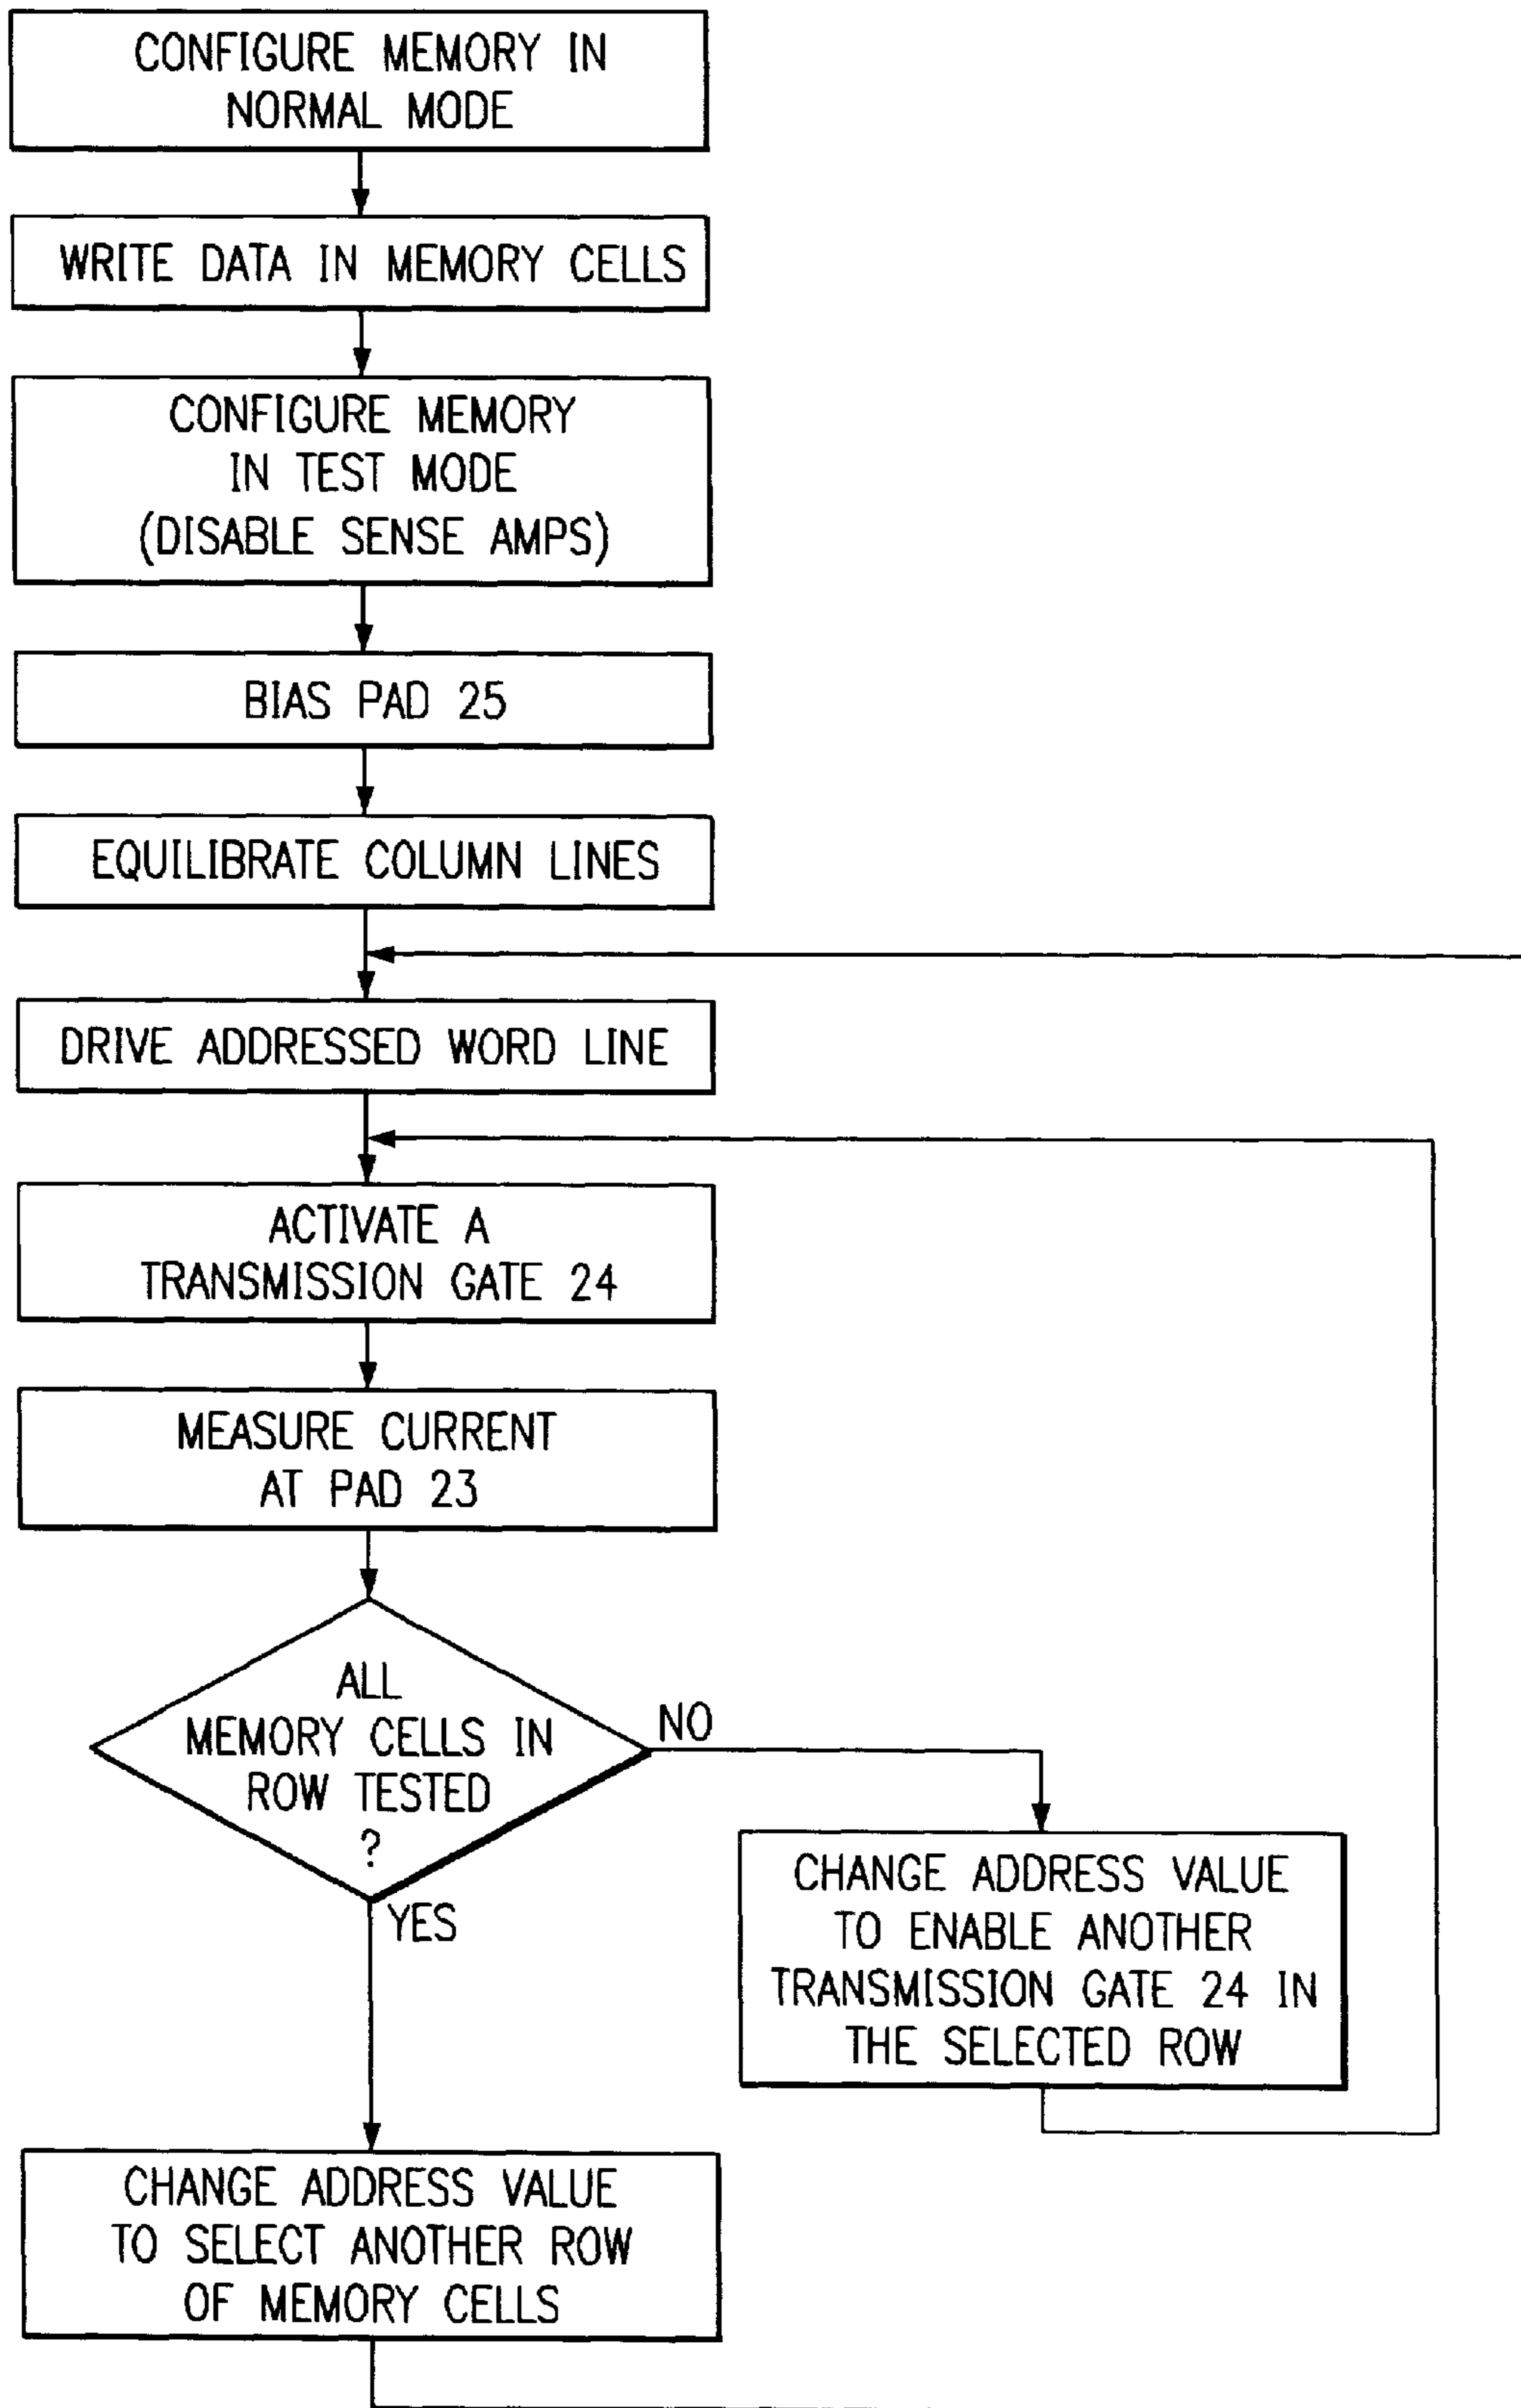 CONFIGURE MEMORY IN
NORMAL MODE
WRITE DATA IN MEMORY CELLS
CONFIGURE MEMORY
IN TEST MODE
(DISABLE SENSE AMPS)
BIAS PAD 25
EQUILIBRATE COLUMN LINES
DRIVE ADDRESSED WORD LINE
ACTIVATE A
TRANSMISSION GATE 24
MEASURE CURRENT
AT PAD 23
ALL
MEMORY CELLS IN
ROW TESTED
?
NO
YES
CHANGE ADDRESS VALUE
TO ENABLE ANOTHER
TRANSMISSION GATE 24 IN
THE SELECTED ROW
CHANGE ADDRESS VALUE
TO SELECT ANOTHER ROW
OF MEMORY CELLS